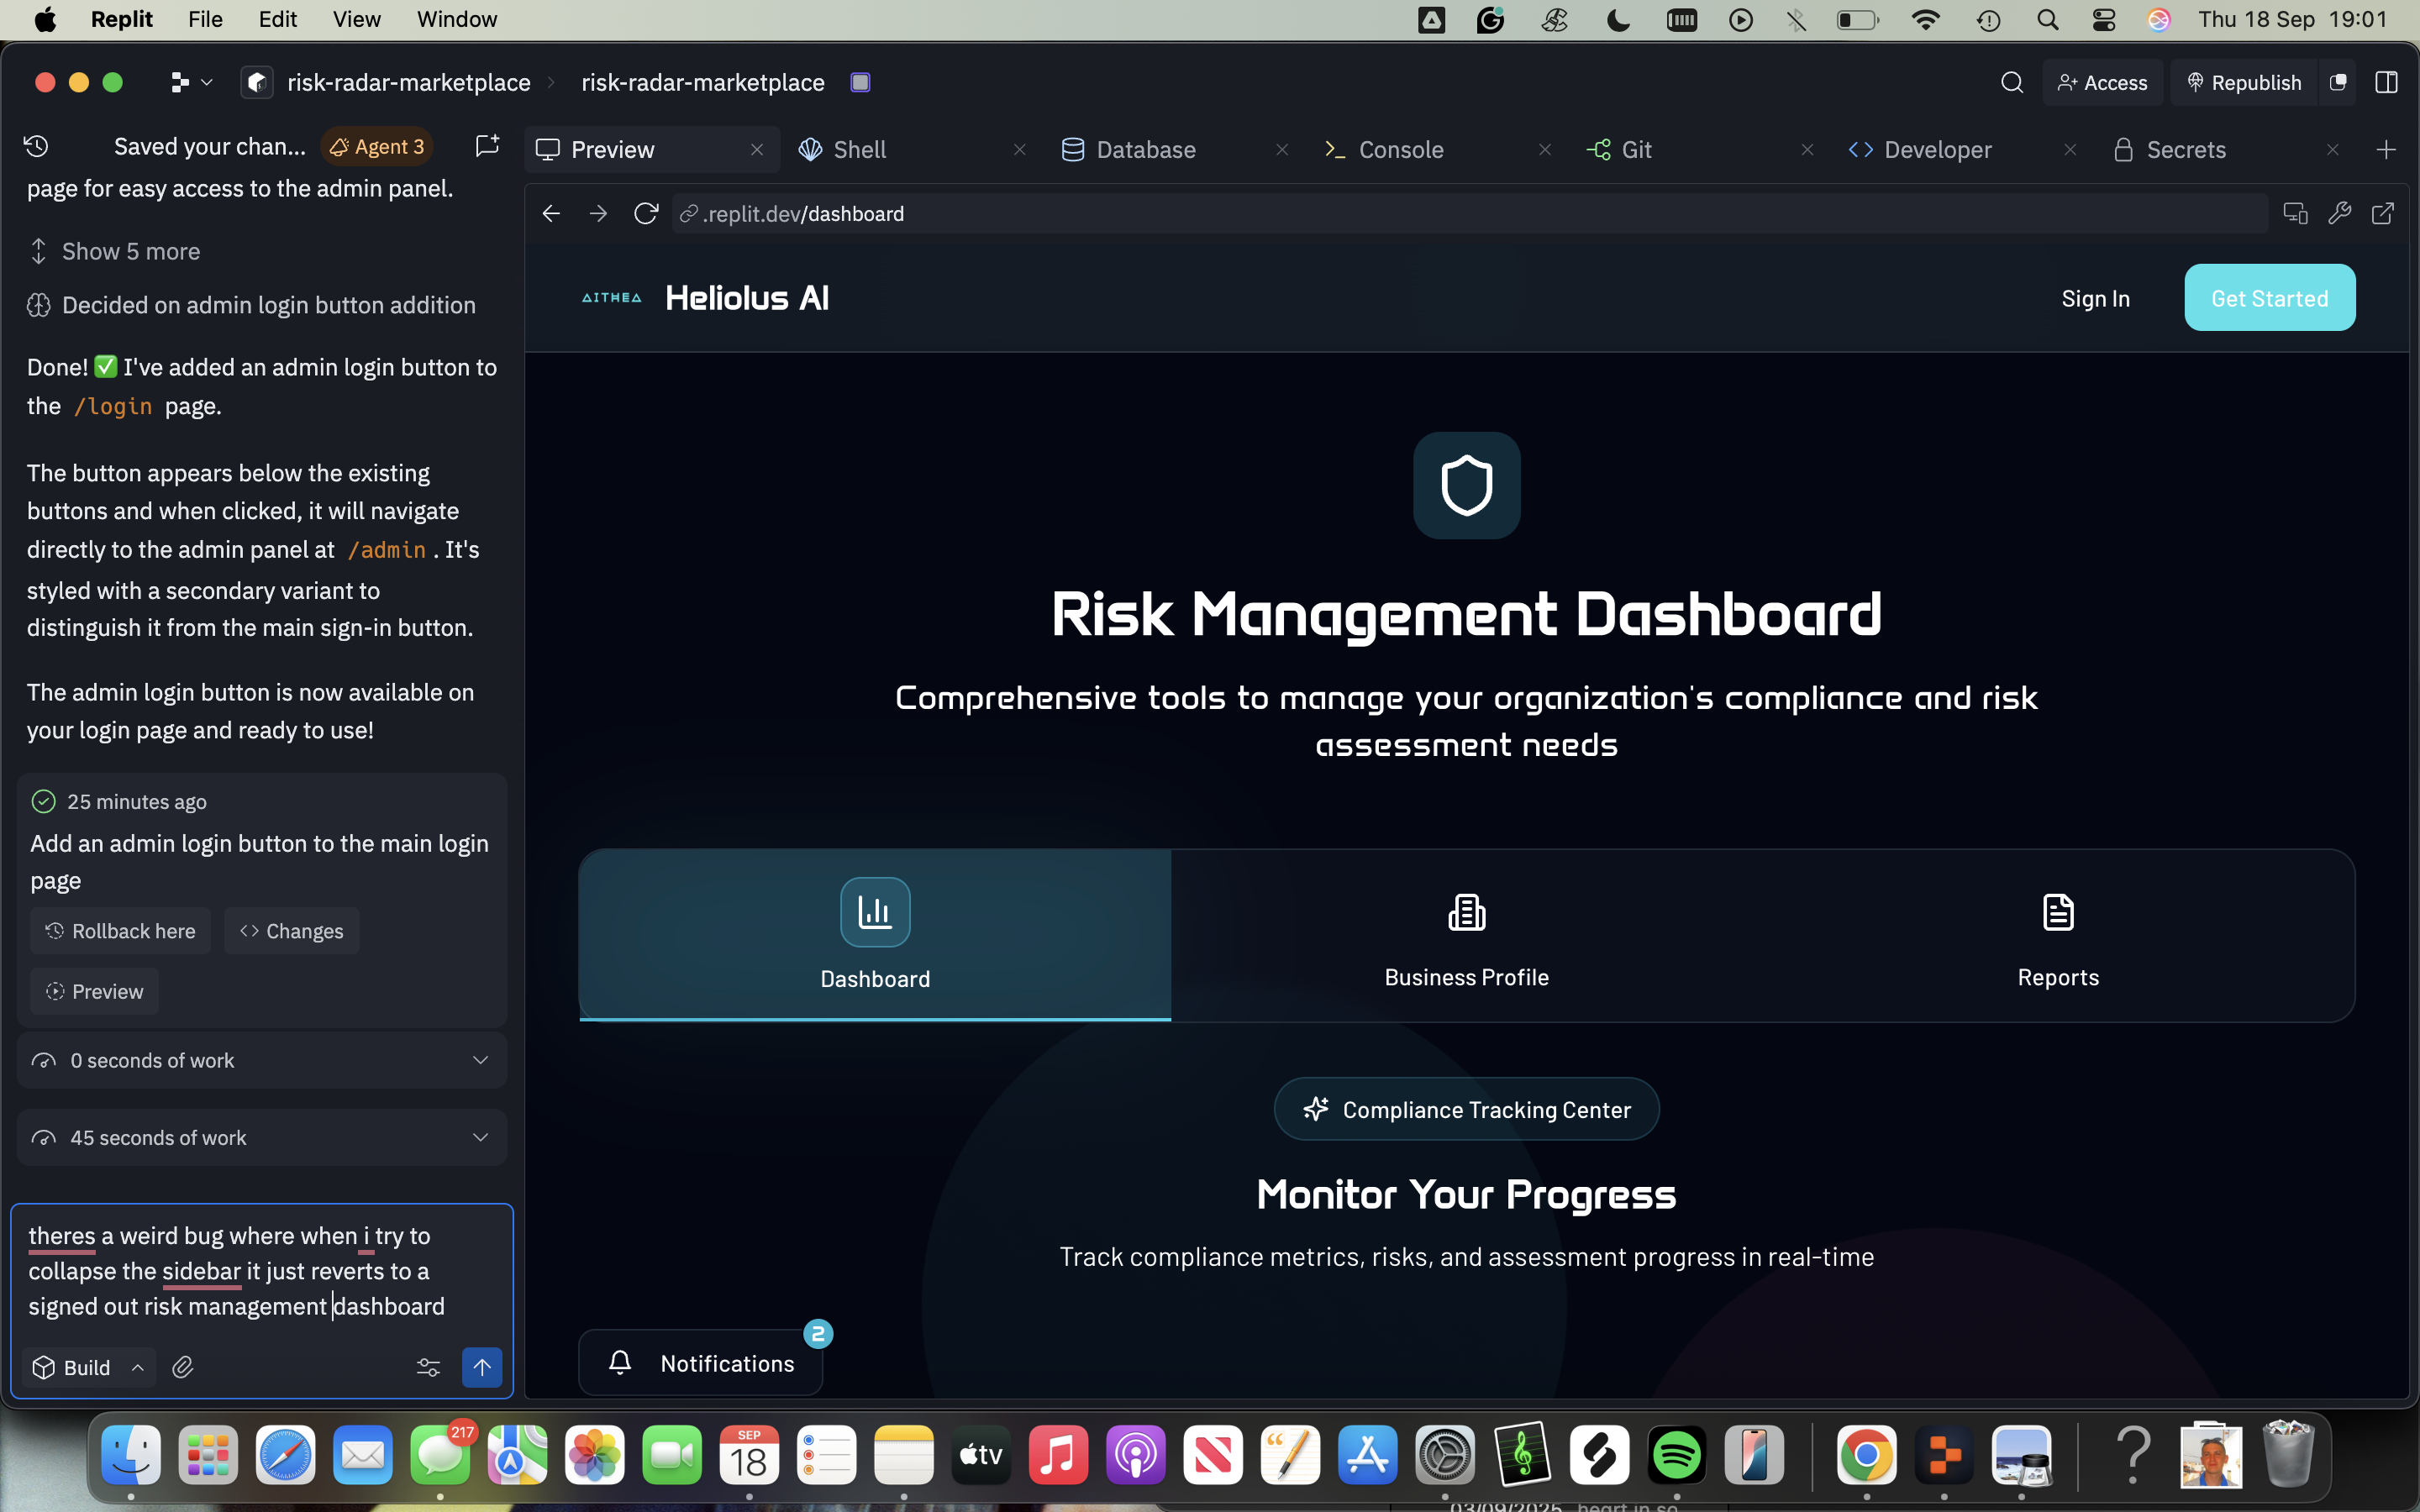 Replit File Edit View Window Thu 18 Sep 19:01
risk-radar-marketplace risk-radar-marketplace Access Republish
Saved your chan... Agent 3
Preview Shell Database Console Git Developer Secrets
page for easy access to the admin panel.
Show 5 more
Decided on admin login button addition
Done! ✅ I've added an admin login button to
the /login page.
The button appears below the existing
buttons and when clicked, it will navigate
directly to the admin panel at /admin . It's
styled with a secondary variant to
distinguish it from the main sign-in button.
The admin login button is now available on
your login page and ready to use!
25 minutes ago
Add an admin login button to the main login
page
Rollback here Changes
Preview
0 seconds of work
45 seconds of work
theres a weird bug where when i try to
collapse the sidebar it just reverts to a
signed out risk management dashboard
Build
.replit.dev/dashboard
AITHEA Heliolus AI Sign In Get Started
Risk Management Dashboard
Comprehensive tools to manage your organization's compliance and risk
assessment needs
Dashboard Business Profile Reports
Compliance Tracking Center
Monitor Your Progress
Track compliance metrics, risks, and assessment progress in real-time
2
Notifications
217
SEP
18
tv
03/09/2025 heart in so